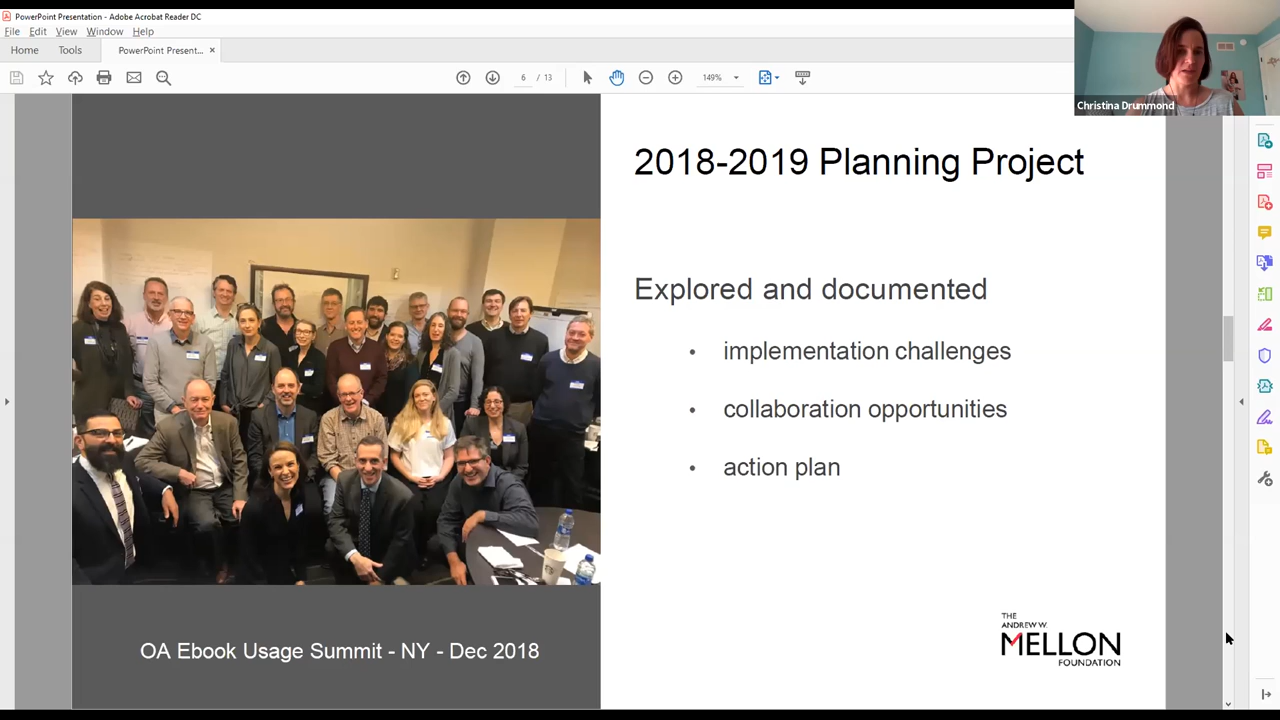 PowerPoint Presentation - Adobe Acrobat Reader DC
File Edit View Window Help
Home Tools PowerPoint Present... ×
6 / 13 149%
Christina Drummond
2018-2019 Planning Project
Explored and documented
• implementation challenges
• collaboration opportunities
• action plan
OA Ebook Usage Summit - NY - Dec 2018
THE
ANDREW W.
MELLON
FOUNDATION